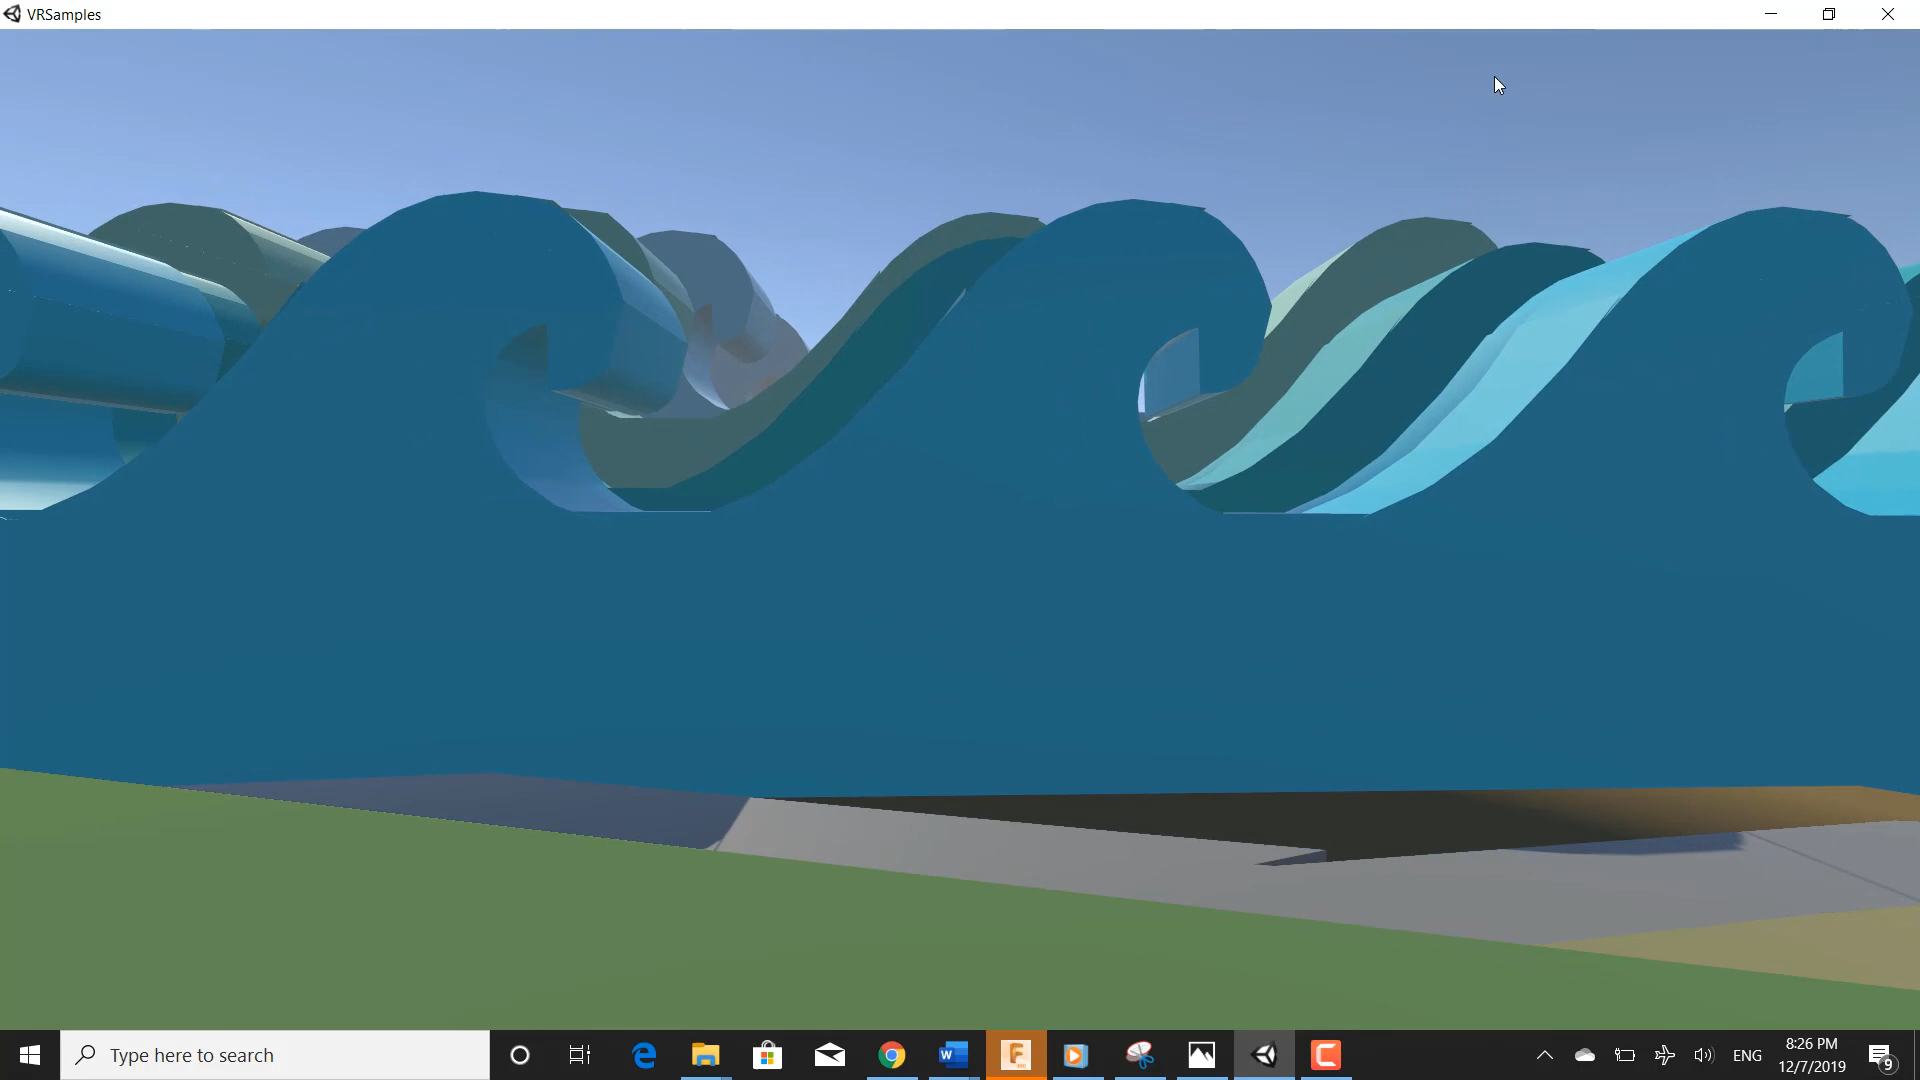 VRSamples
Type here to search
ENG
8:26 PM
12/7/2019
9